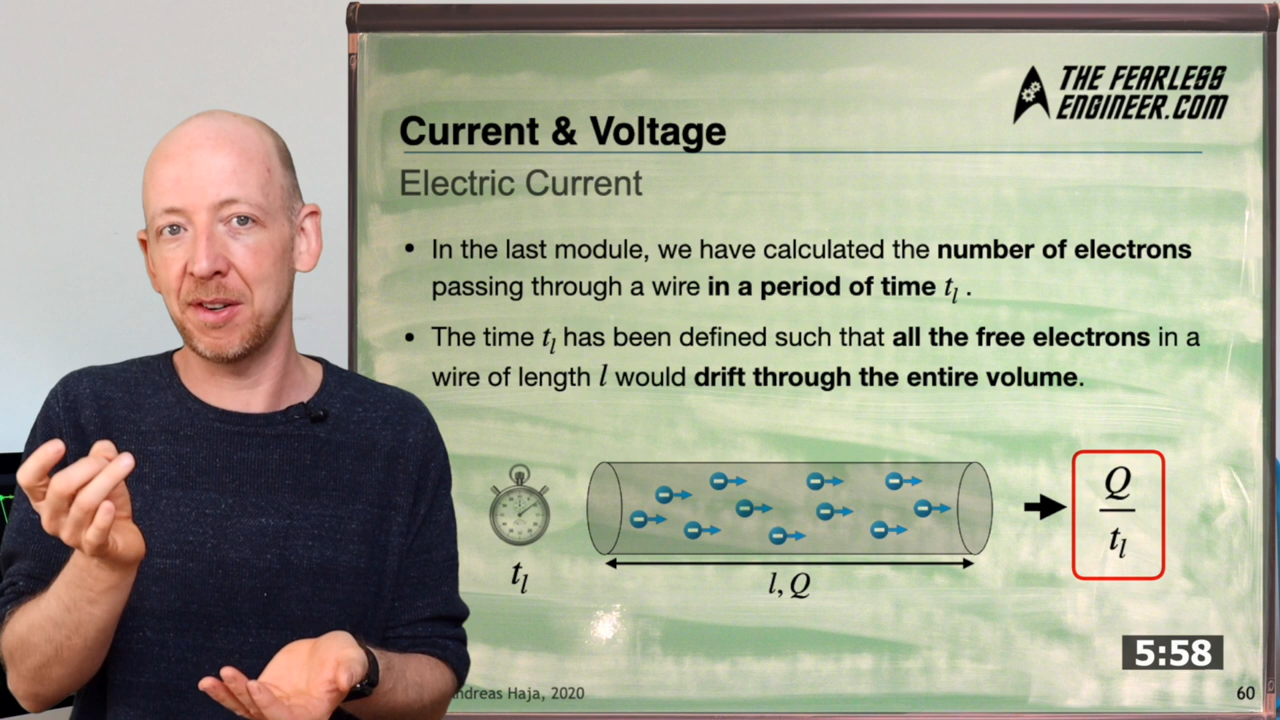 THE FEARLESS
ENGINEER.COM
Current & Voltage
Electric Current
• In the last module, we have calculated the number of electrons
passing through a wire in a period of time tₗ .
• The time tₗ has been defined such that all the free electrons in a
wire of length l would drift through the entire volume.
Q
tₗ
tₗ
l, Q
5:58
Haja, 2020
60